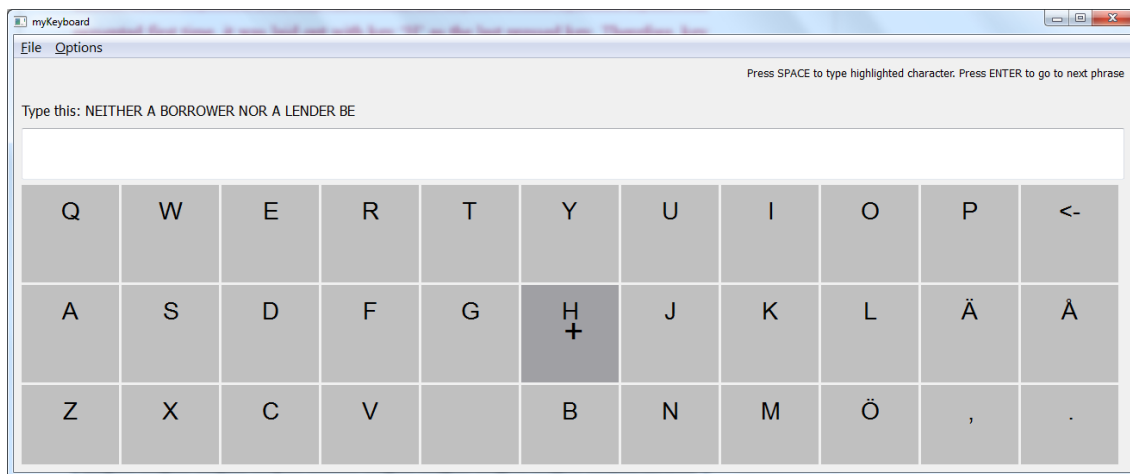 myKeyboard
File Options
Press SPACE to type highlighted character. Press ENTER to go to next phrase
Type this: NEITHER A BORROWER NOR A LENDER BE
Q W E R T Y U I O P <-
A S D F G H J K L Ä Å
+
Z X C V B N M Ö , .